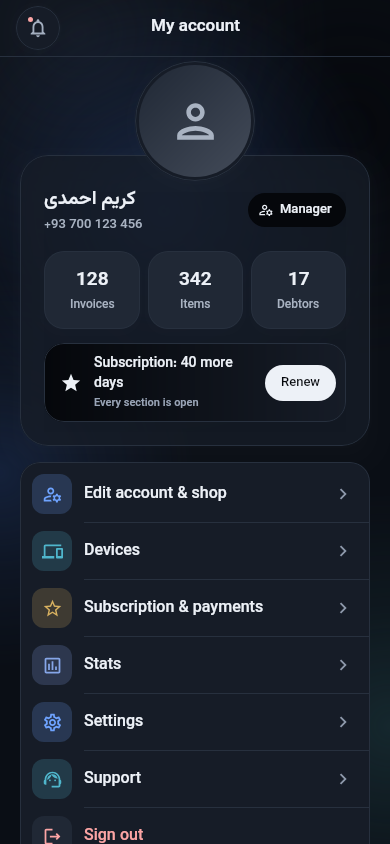 My account
کریم احمدی
+93 700 123 456
Manager
128
Invoices
342
Items
17
Debtors
Subscription: 40 more
days
Every section is open
Renew
Edit account & shop
Devices
Subscription & payments
Stats
Settings
Support
Sign out